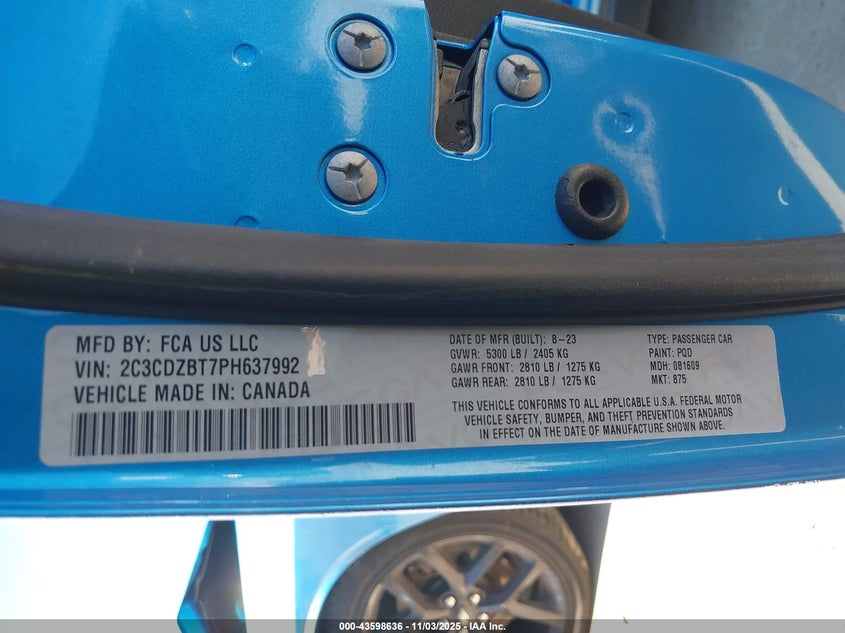 MFD BY: FCA US LLC
VIN: 2C3CDZBT7PH637992
VEHICLE MADE IN: CANADA
DATE OF MFR (BUILT): 8-23
GVWR: 5300 LB / 2405 KG
GAWR FRONT: 2810 LB / 1275 KG
GAWR REAR: 2810 LB / 1275 KG
TYPE: PASSENGER CAR
PAINT: PQD
MDH: 081609
MKT: 875
THIS VEHICLE CONFORMS TO ALL APPLICABLE U.S.A. FEDERAL MOTOR
VEHICLE SAFETY, BUMPER, AND THEFT PREVENTION STANDARDS
IN EFFECT ON THE DATE OF MANUFACTURE SHOWN ABOVE.
000-43598636 - 11/03/2025 - IAA Inc.